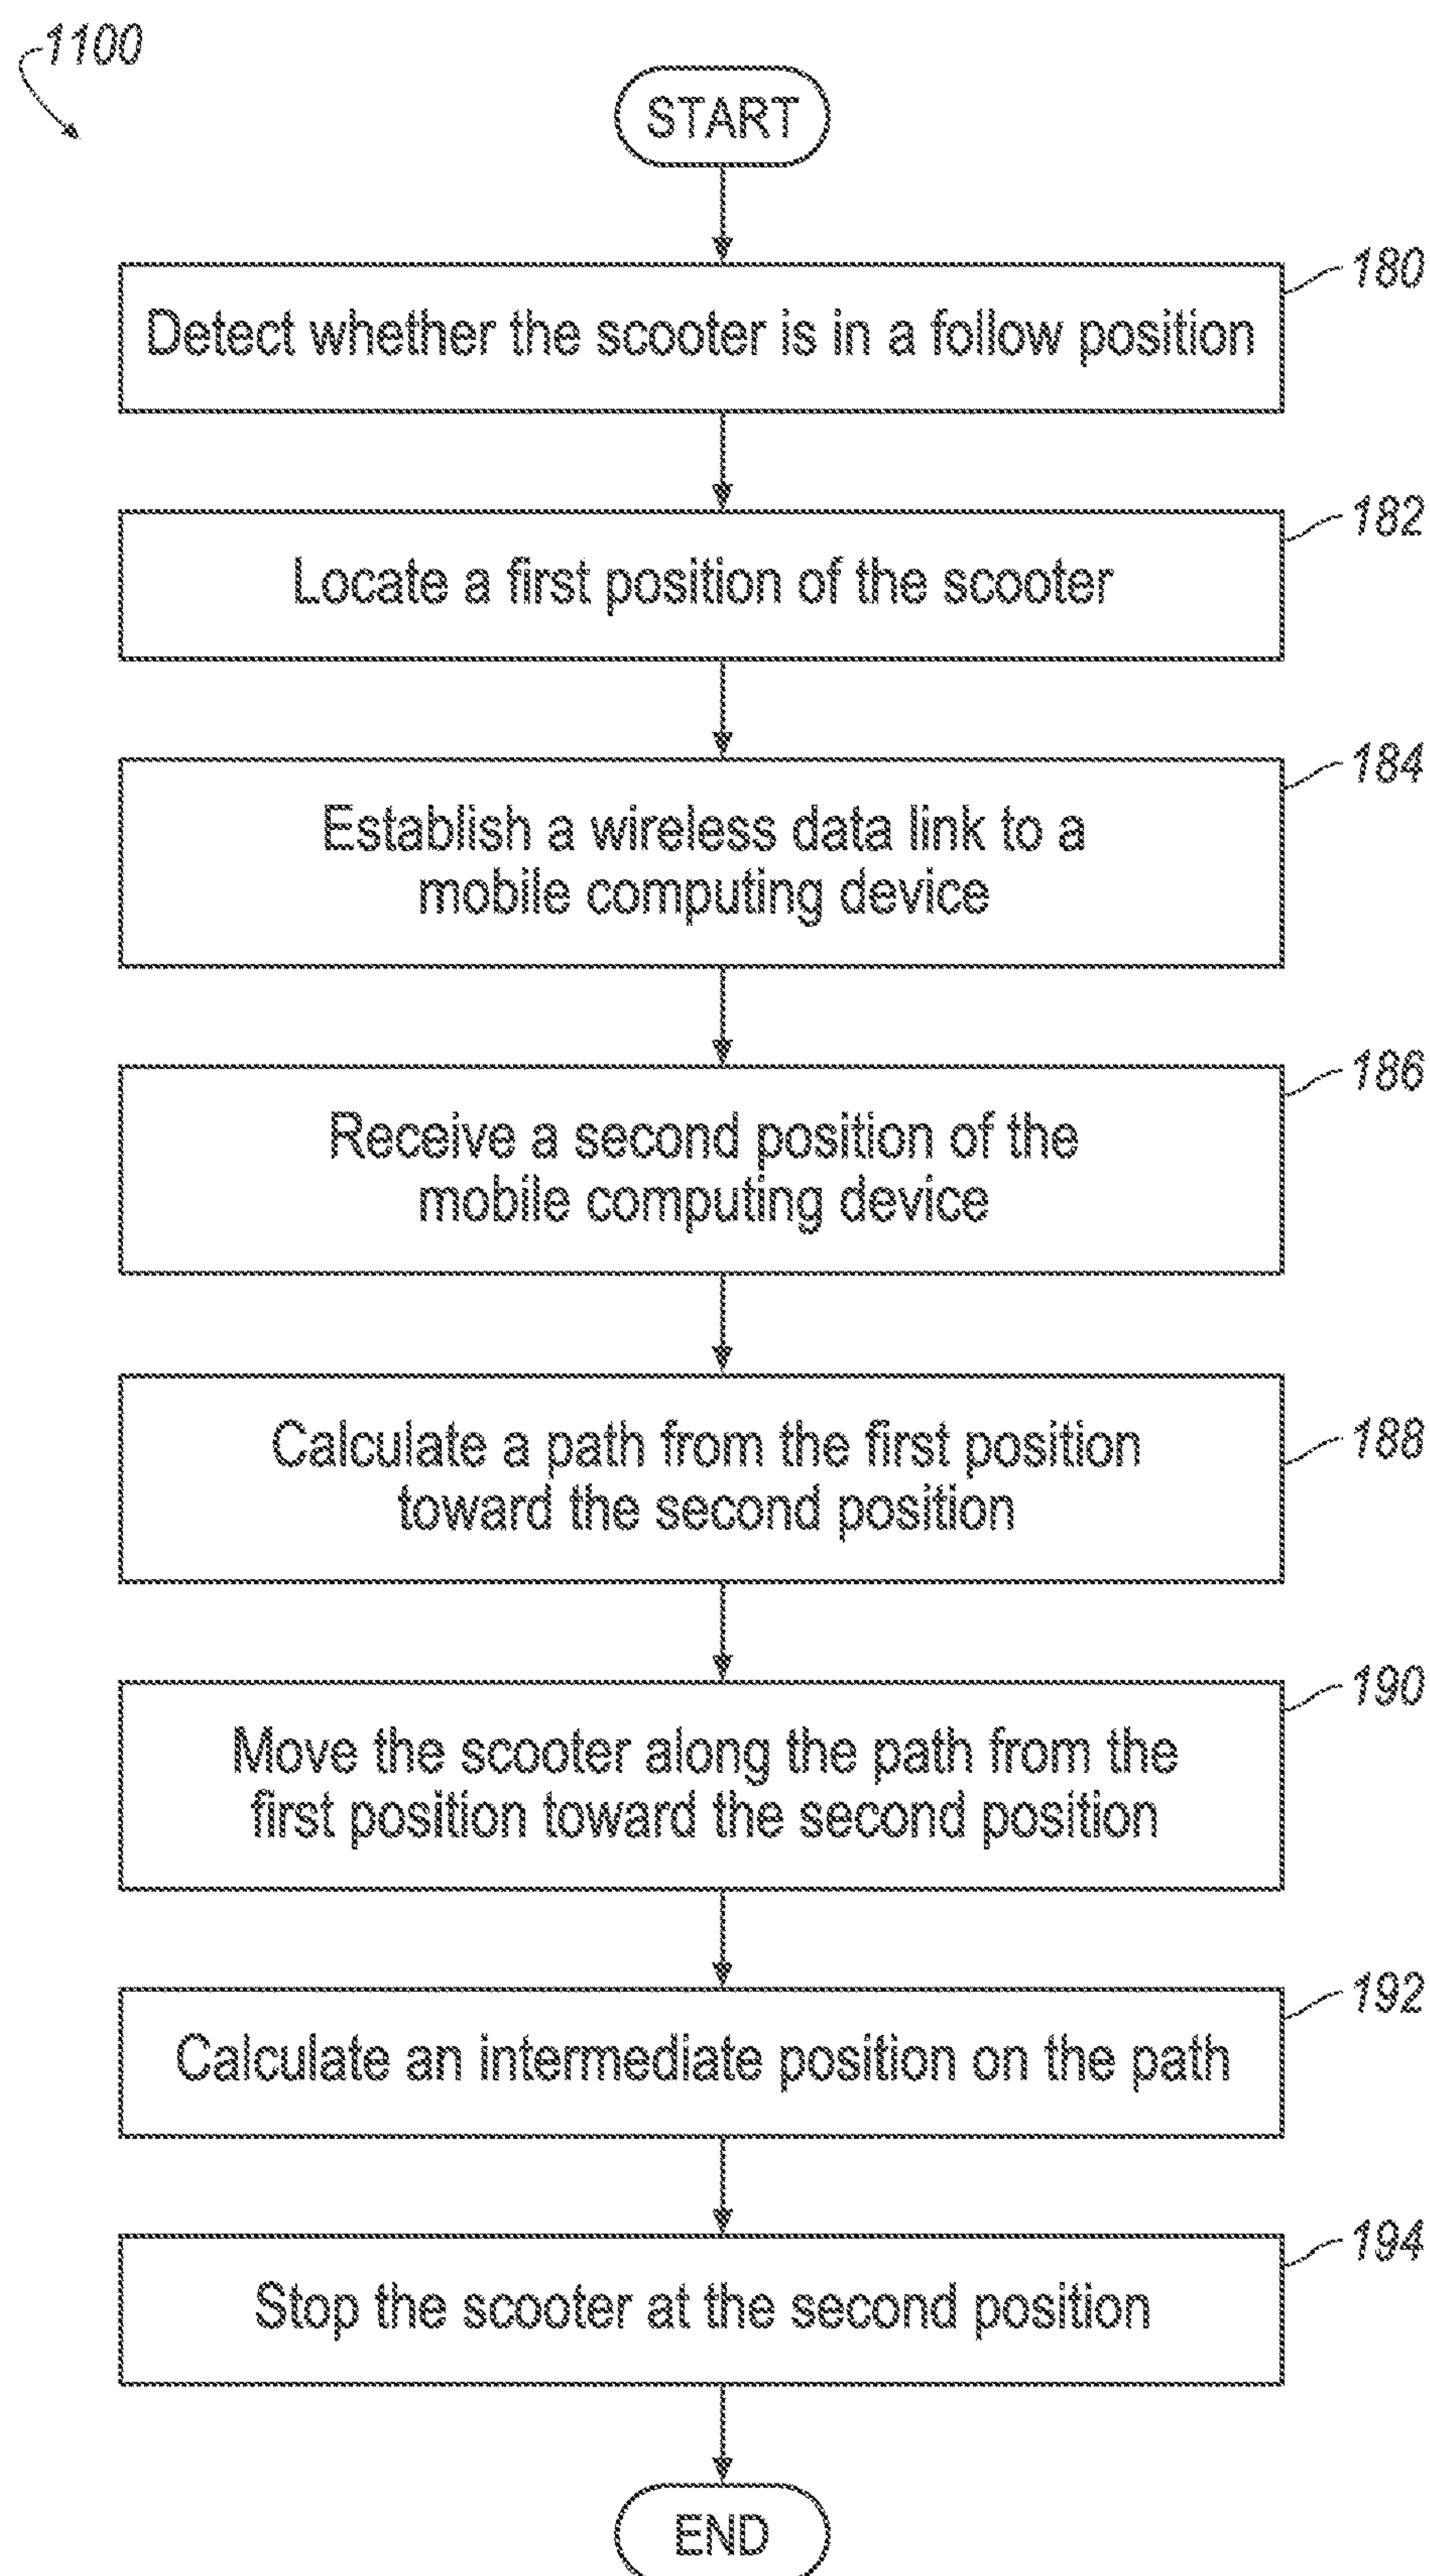 1100
START
180
Detect whether the scooter is in a follow position
182
Locate a first position of the scooter
184
Establish a wireless data link to a
mobile computing device
186
Receive a second position of the
mobile computing device
188
Calculate a path from the first position
toward the second position
190
Move the scooter along the path from the
first position toward the second position
192
Calculate an intermediate position on the path
194
Stop the scooter at the second position
END